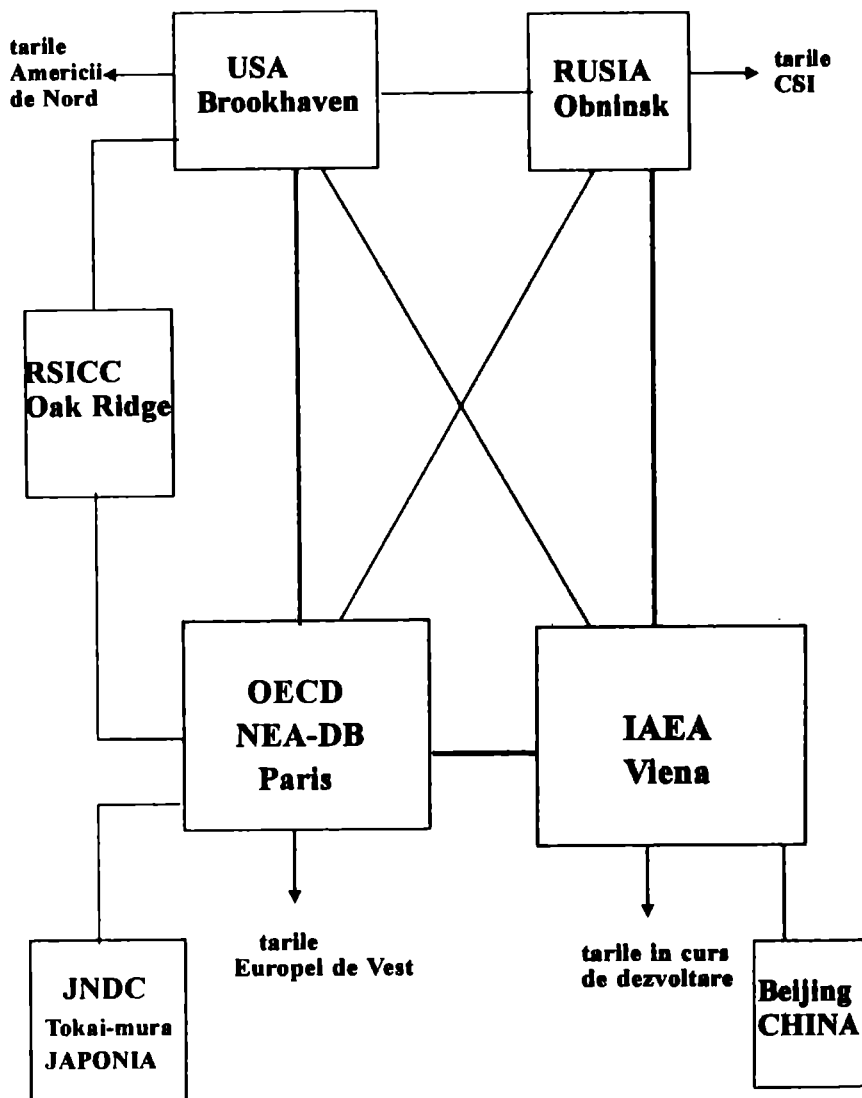 tarile
Americii
de Nord
USA
Brookhaven
RUSIA
Obninsk
tarile
CSI
RSICC
Oak Ridge
OECD
NEA-DB
Paris
IAEA
Viena
tarile
Europei de Vest
tarile in curs
de dezvoltare
JNDC
Tokai-mura
JAPONIA
Beijing
CHINA